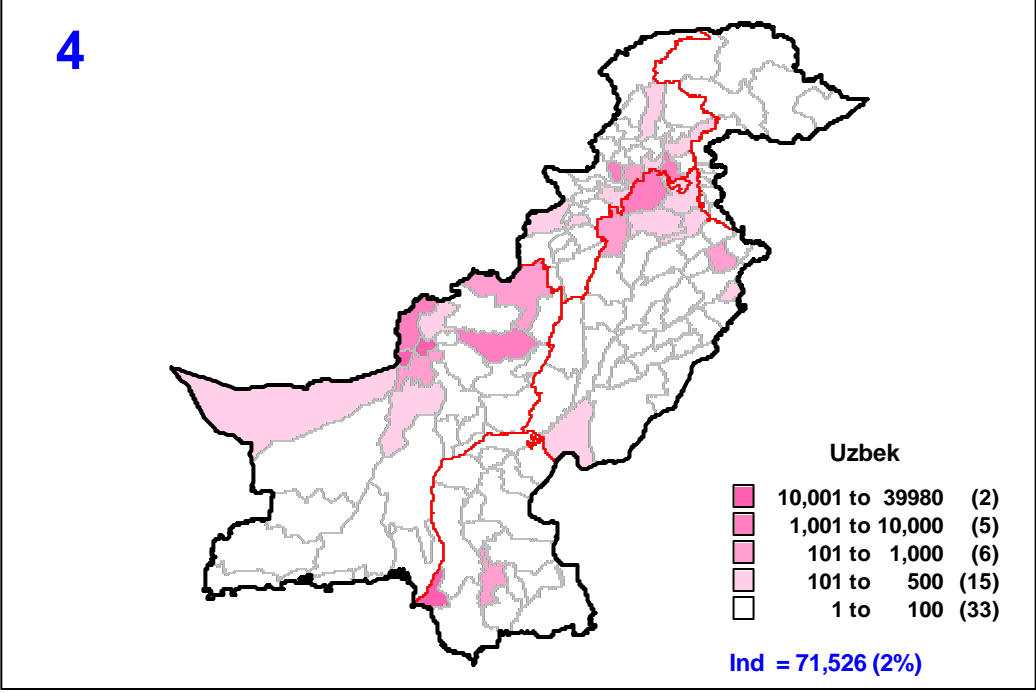 4
Uzbek
10,001 to 39980 (2)
1,001 to 10,000 (5)
101 to 1,000 (6)
101 to 500 (15)
1 to 100 (33)
Ind = 71,526 (2%)